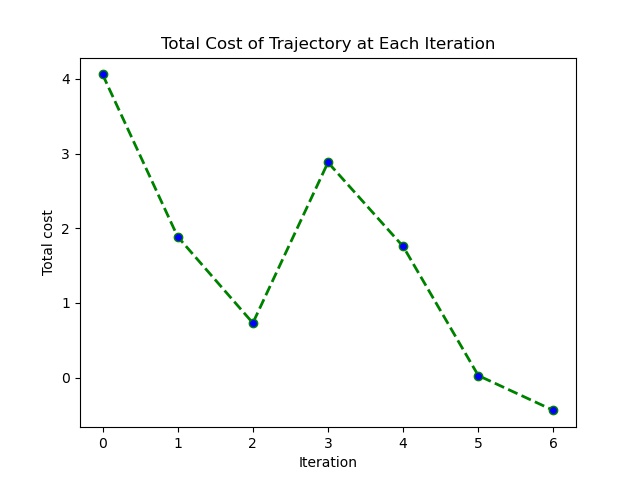 Total Cost of Trajectory at Each Iteration
Total cost
4
3
2
1
0
0 1 2 3 4 5 6
Iteration